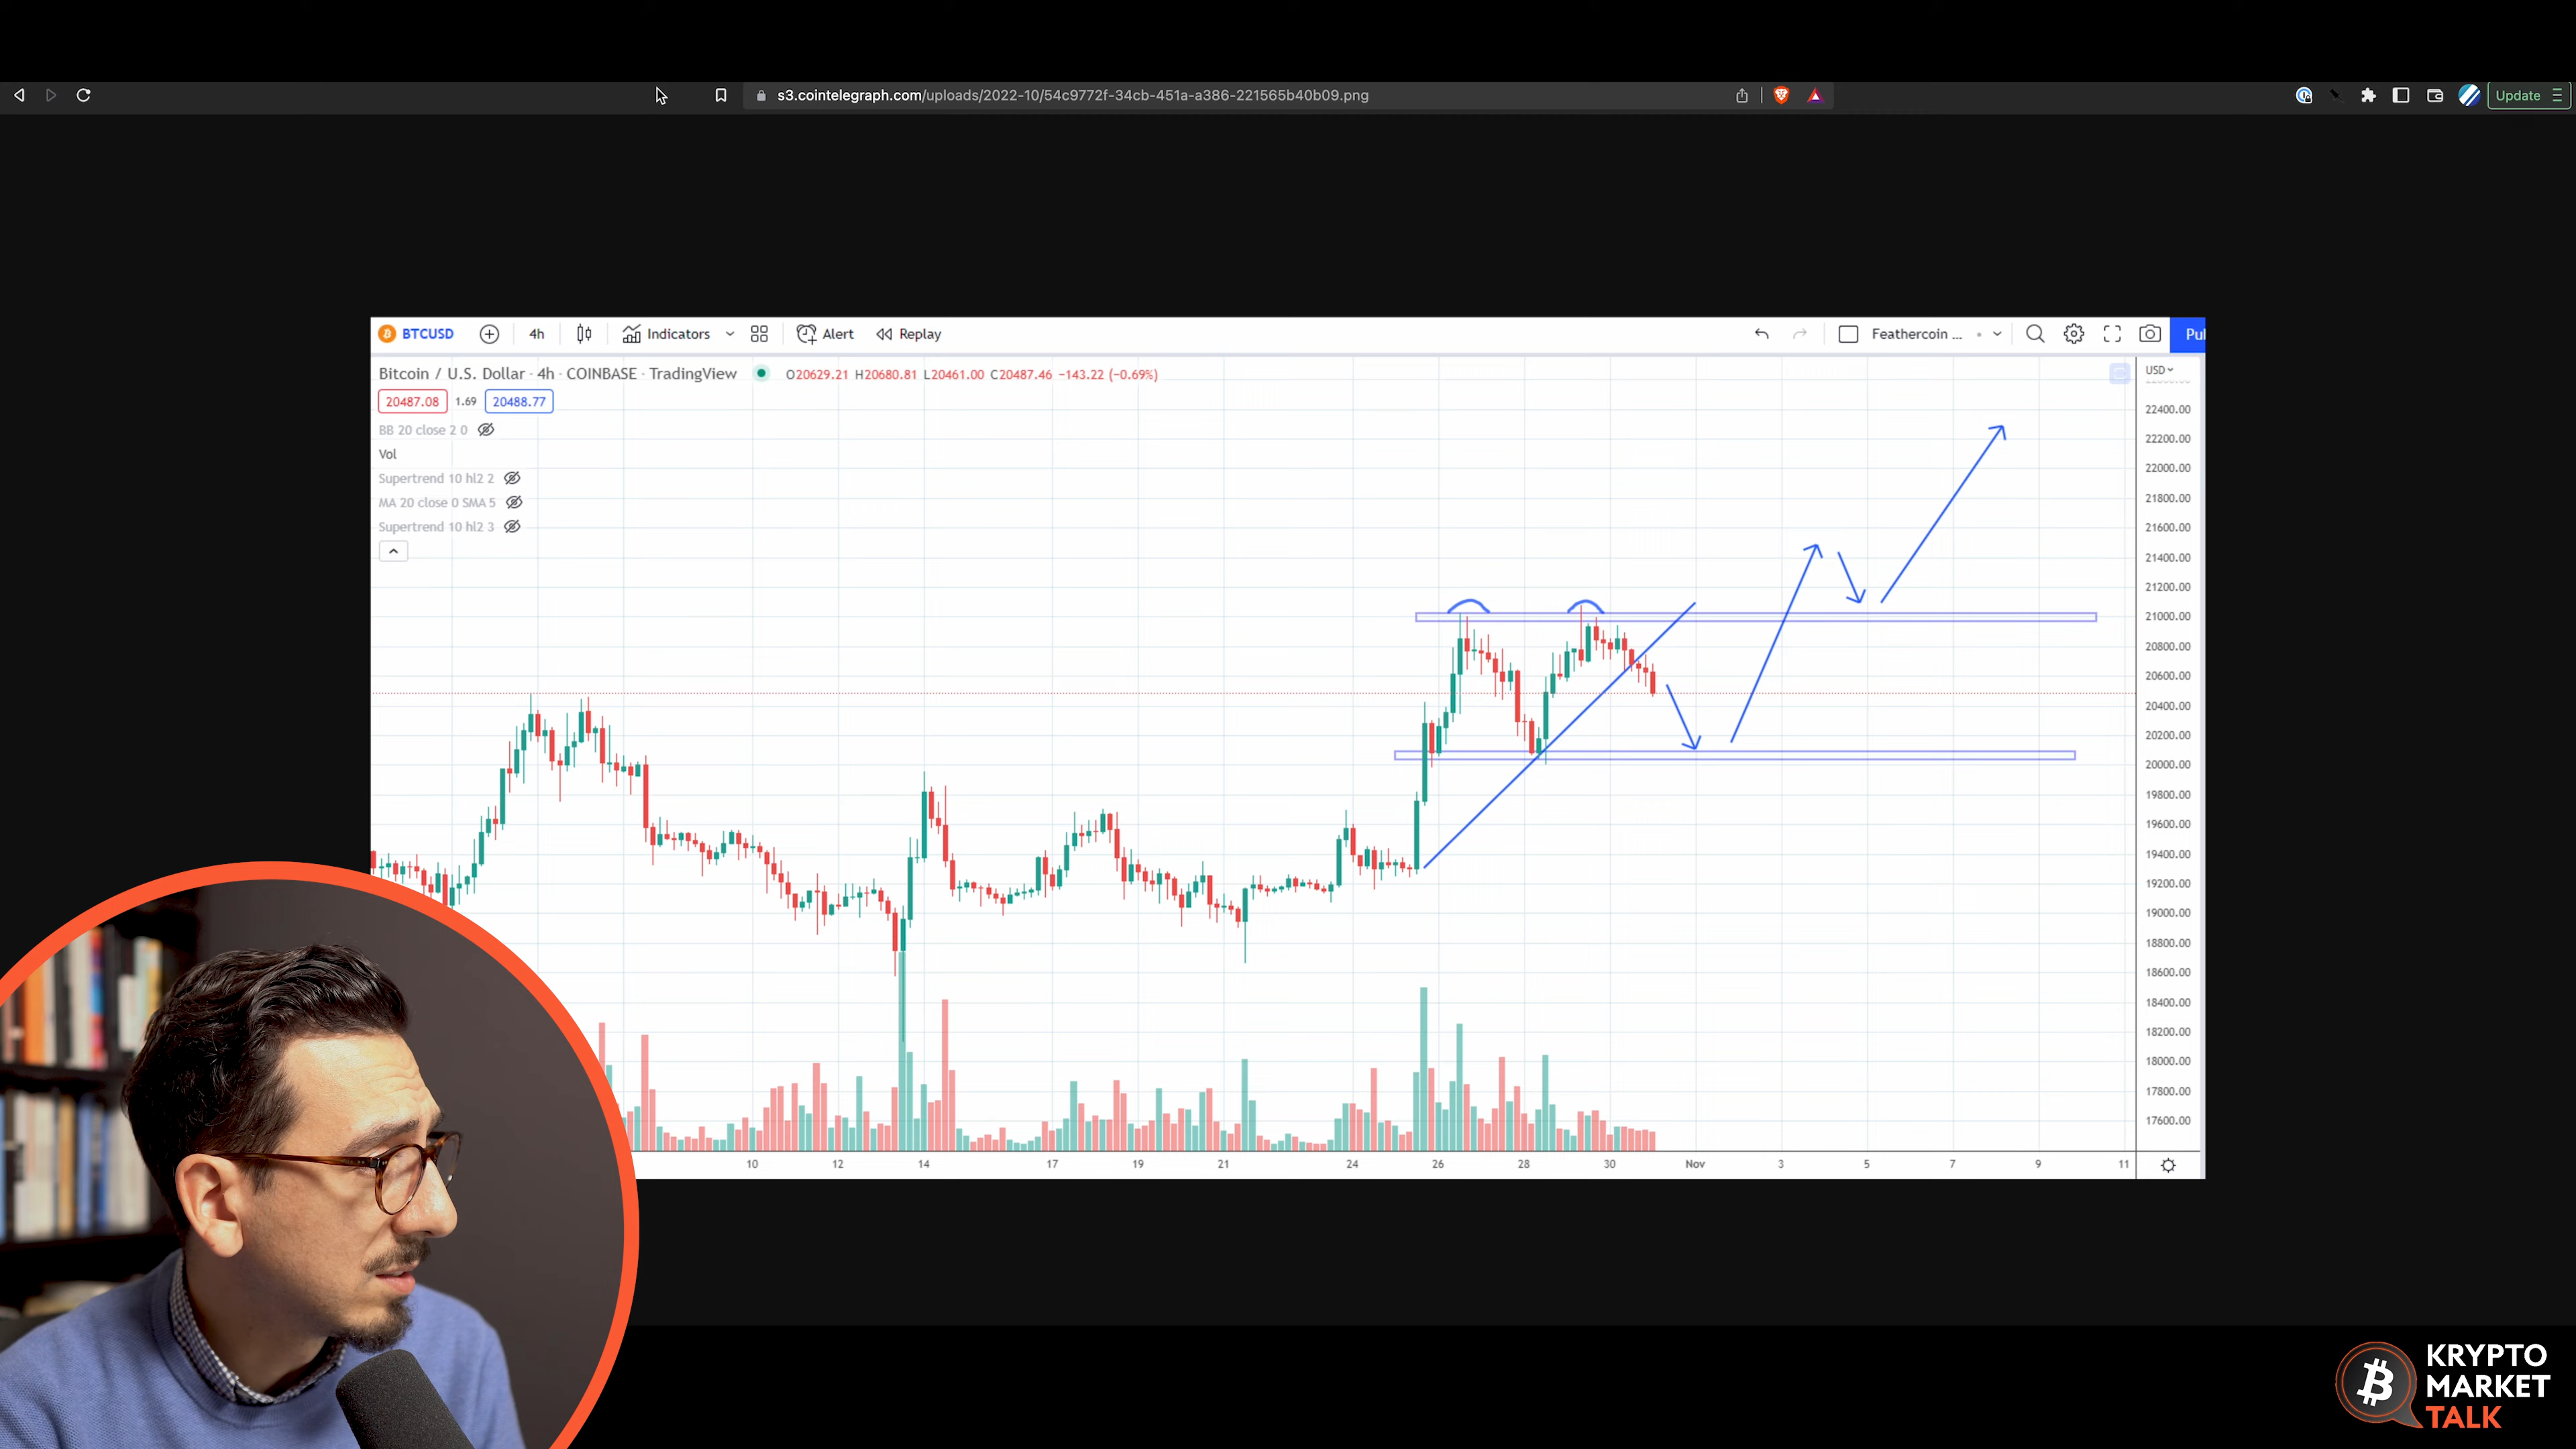 s3.cointelegraph.com/uploads/2022-10/54c9772f-34cb-451a-a386-221565b40b09.png
Update
BTCUSD 4h Indicators Alert Replay Feathercoin ...
Bitcoin / U.S. Dollar · 4h · COINBASE · TradingView O20629.21 H20680.81 L20461.00 C20487.46 −143.22 (−0.69%)
USD
20487.08 1.69 20488.77
BB 20 close 2 0
Vol
Supertrend 10 hl2 2
MA 20 close 0 SMA 5
Supertrend 10 hl2 3
22400.00
22200.00
22000.00
21800.00
21600.00
21400.00
21200.00
21000.00
20800.00
20600.00
20400.00
20200.00
20000.00
19800.00
19600.00
19400.00
19200.00
19000.00
18800.00
18600.00
18400.00
18200.00
18000.00
17800.00
17600.00
10 12 14 17 19 21 24 26 28 30 Nov 3 5 7 9 11
KRYPTO
MARKET
TALK